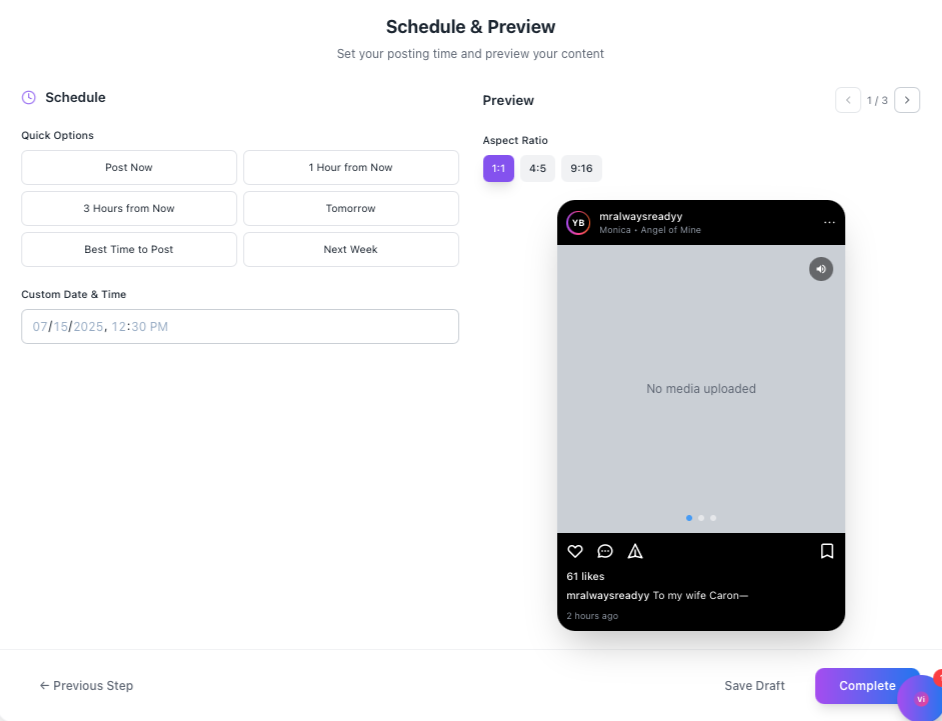 Schedule & Preview
Set your posting time and preview your content
Schedule
Quick Options
Post Now
1 Hour from Now
3 Hours from Now
Tomorrow
Best Time to Post
Next Week
Custom Date & Time
07/15/2025, 12:30 PM
Preview
1 / 3
Aspect Ratio
1:1
4:5
9:16
YB
mralwaysreadyy
Monica • Angel of Mine
No media uploaded
61 likes
mralwaysreadyy To my wife Caron—
2 hours ago
← Previous Step
Save Draft
Complete
Vi